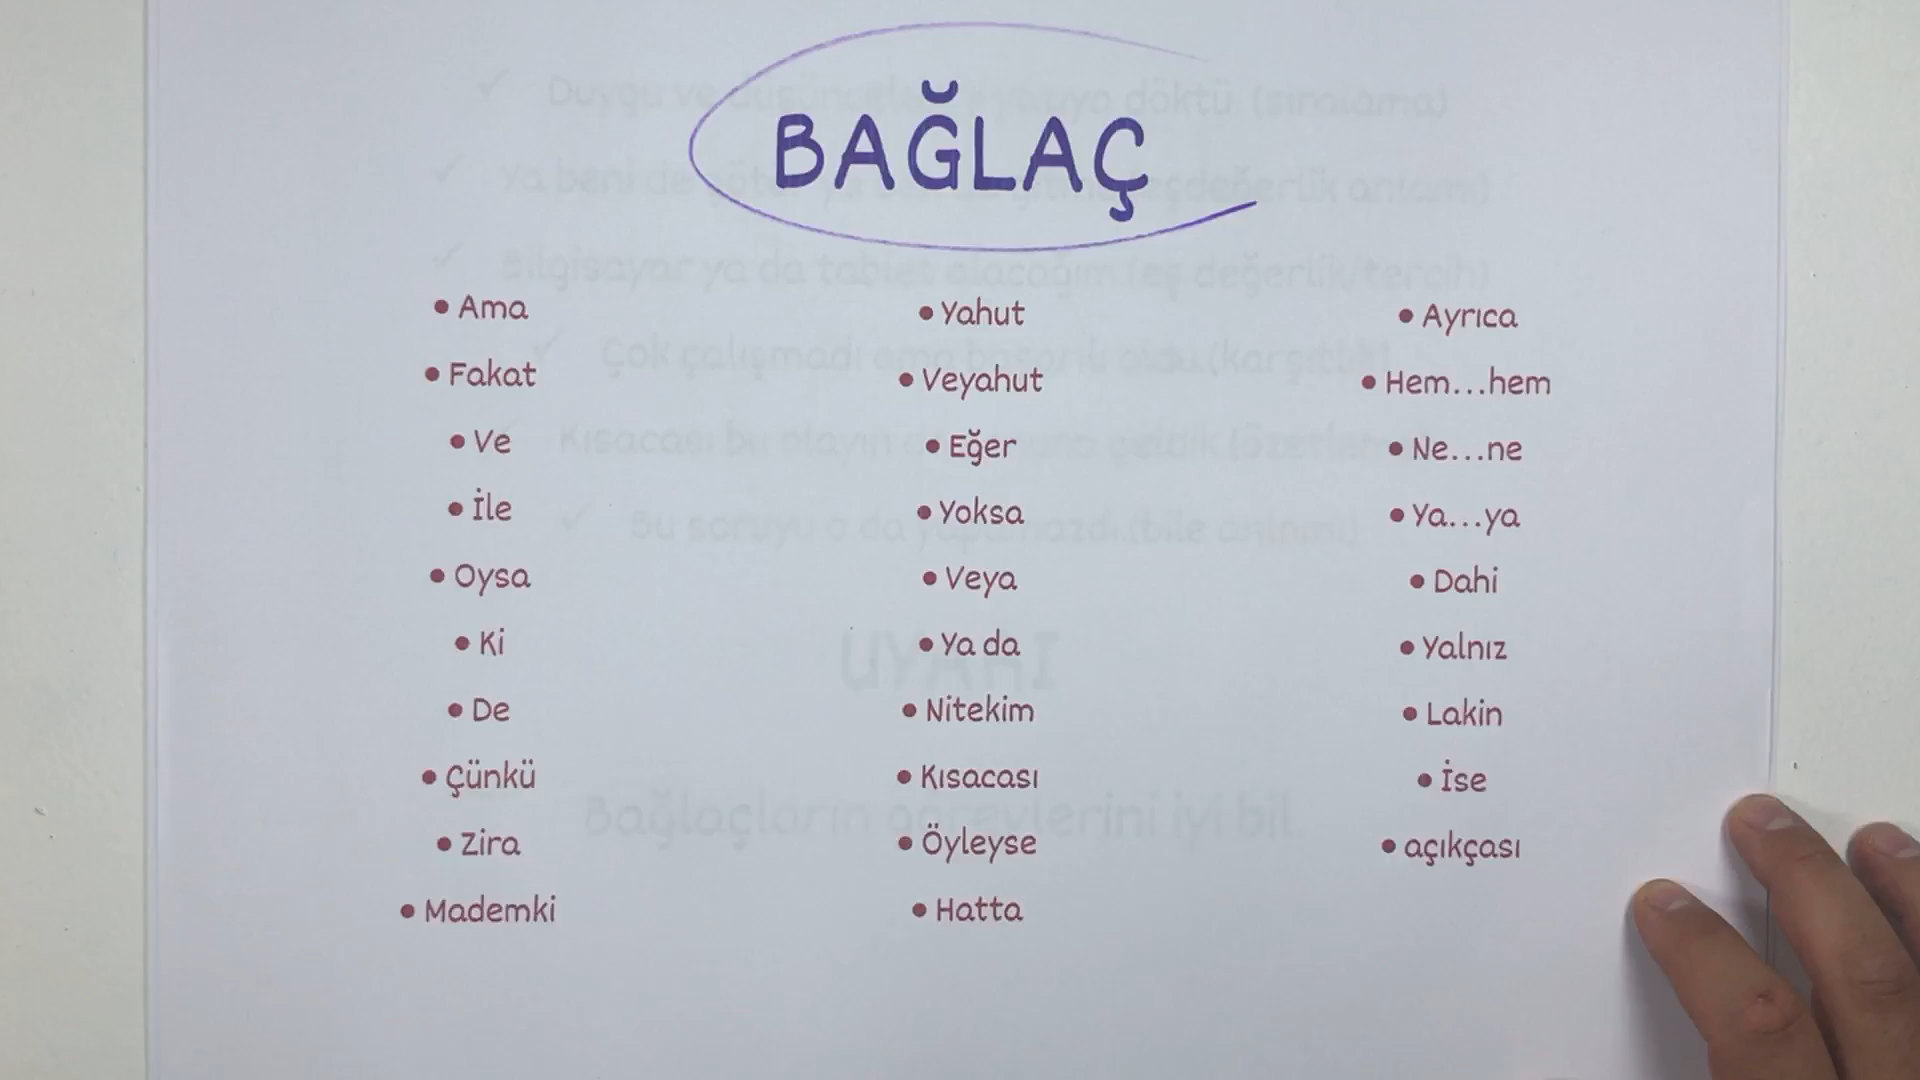 BAĞLAÇ
• Ama
• Fakat
• Ve
• İle
• Oysa
• Ki
• De
• Çünkü
• Zira
• Mademki
• Yahut
• Veyahut
• Eğer
• Yoksa
• Veya
• Ya da
• Nitekim
• Kısacası
• Öyleyse
• Hatta
• Ayrıca
• Hem...hem
• Ne...ne
• Ya...ya
• Dahi
• Yalnız
• Lakin
• İse
• açıkçası